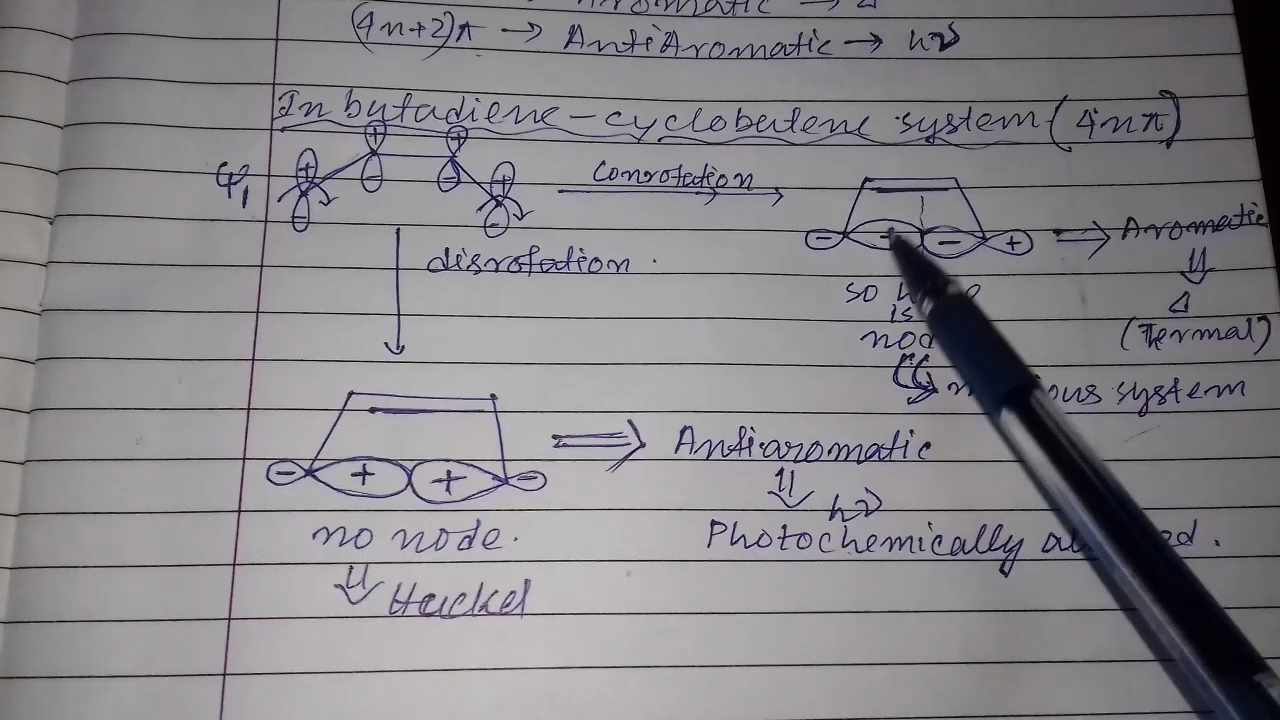 Aromatic → Δ
(4n+2)π → AntiAromatic → hν
In butadiene-cyclobutene system (4nπ)
ψ1 + - + - + - + - Conrotation - + - + ⇒ Aromatic
disrotation.
so
is
(Termal)
Δ
system
- + + - ⇒ Antiaromatic
hν
no node. Photochemically
Huckel